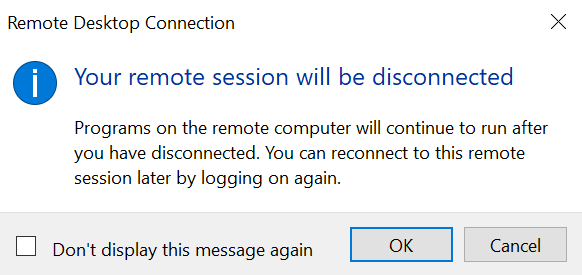 Remote Desktop Connection
Your remote session will be disconnected
Programs on the remote computer will continue to run after
you have disconnected. You can reconnect to this remote
session later by logging on again.
Don't display this message again
OK
Cancel